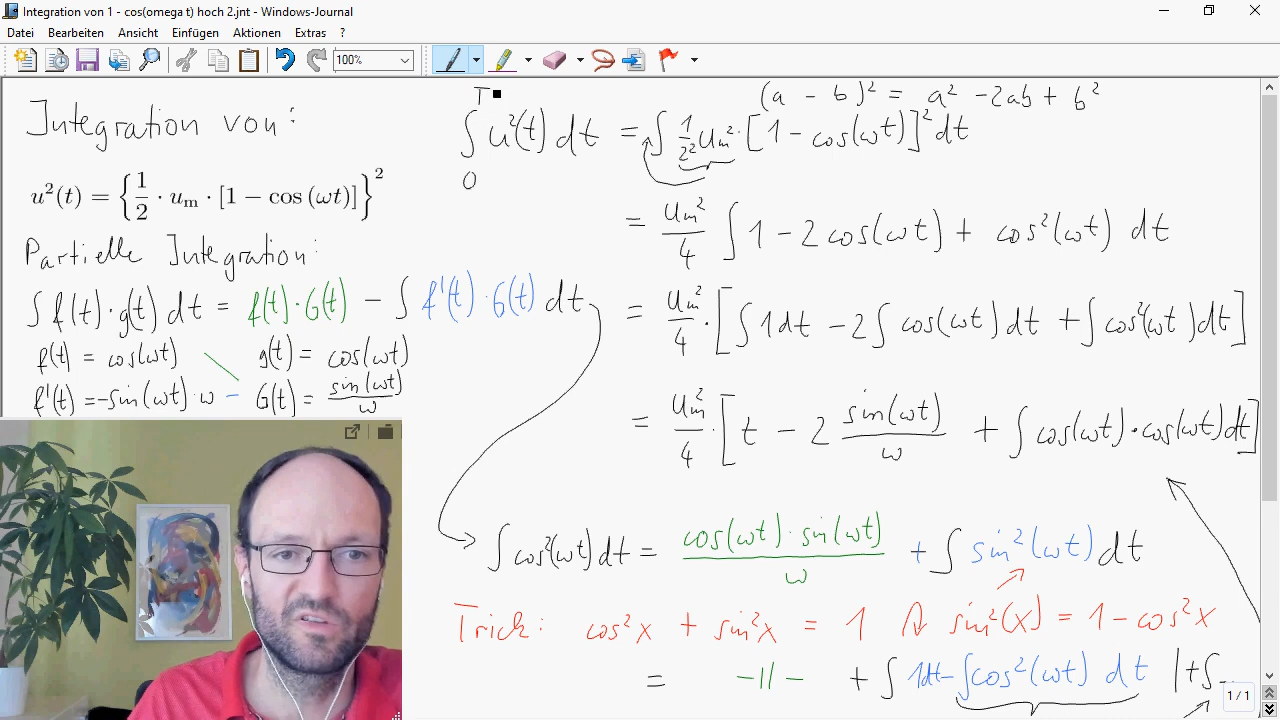 Integration von 1 - cos(omega t) hoch 2.jnt - Windows-Journal
Datei Bearbeiten Ansicht Einfügen Aktionen Extras ?
100%
Integration von:
u²(t) = {1/2 · u_m · [1 − cos (ωt)]}²
Partielle Integration:
∫ f(t) · g(t) dt = f(t) · G(t) − ∫ f'(t) · G(t) dt
f(t) = cos(ωt) g(t) = cos(ωt)
f'(t) = -sin(ωt) · ω − G(t) = sin(ωt)/ω
(a - b)² = a² - 2ab + b²
T
∫ u²(t) dt = ∫ 1/2² u_m² · [1 - cos(ωt)]² dt
0
= u_m²/4 ∫ 1 - 2 cos(ωt) + cos²(ωt) dt
= u_m²/4 · [∫ 1dt - 2 ∫ cos(ωt) dt + ∫ cos²(ωt) dt]
= u_m²/4 · [t - 2 sin(ωt)/ω + ∫ cos(ωt) · cos(ωt) dt]
∫ cos²(ωt) dt = cos(ωt) · sin(ωt)/ω + ∫ sin²(ωt) dt
Trick: cos²x + sin²x = 1 ⇒ sin²(x) = 1 - cos²x
= -||- + ∫ 1dt - ∫ cos²(ωt) dt | + ∫ ...
1 / 1